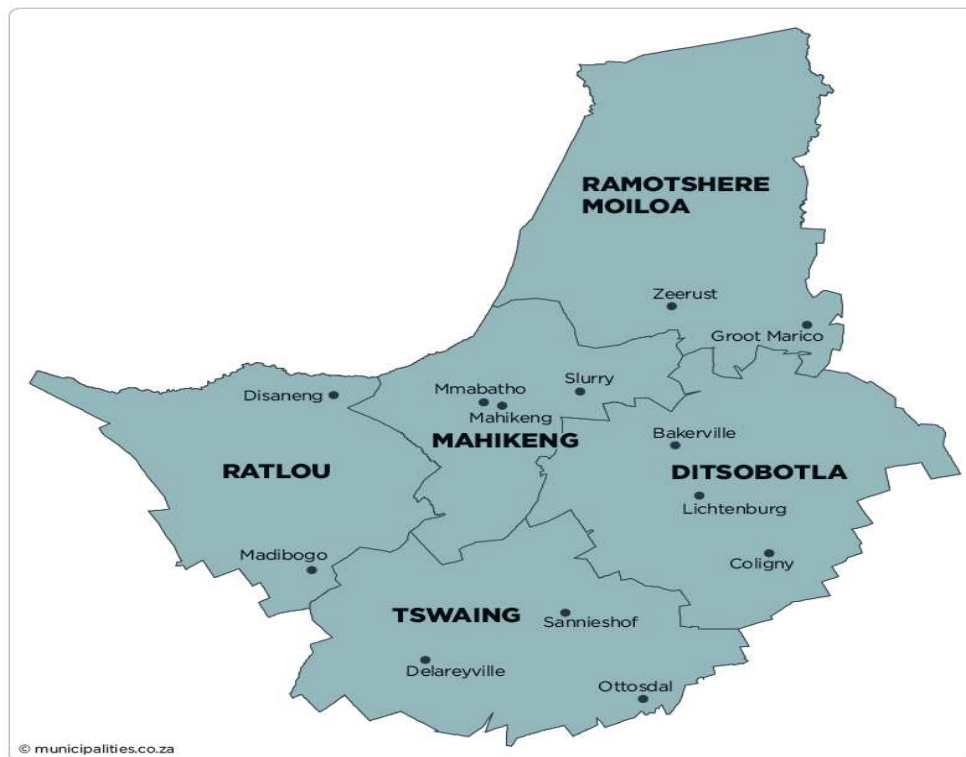 RAMOTSHERE
MOILOA
Zeerust
Groot Marico
Slurry
Disaneng
Mmabatho
Mahikeng
MAHIKENG
Bakerville
RATLOU
DITSOBOTLA
Lichtenburg
Madibogo
Coligny
TSWAING
Sannieshof
Delareyville
Ottosdal
© municipalities.co.za